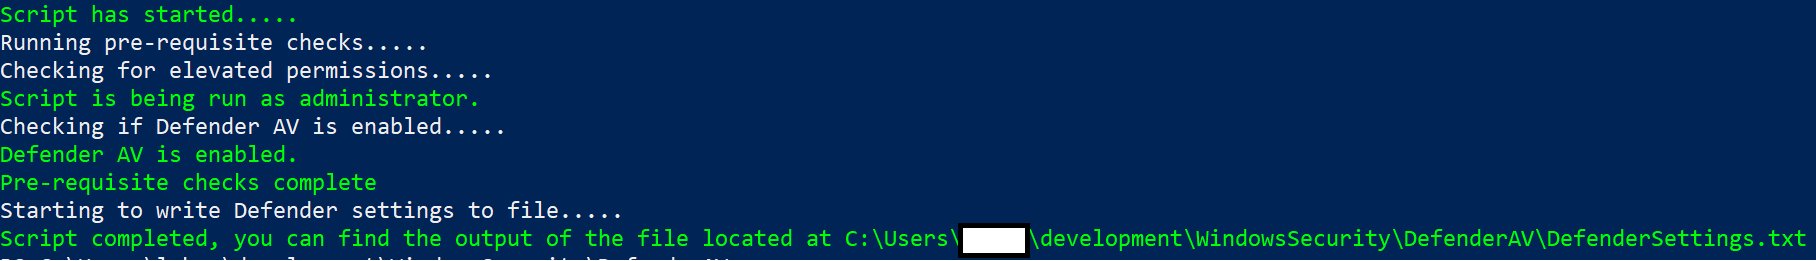 Script has started.....
Running pre-requisite checks.....
Checking for elevated permissions.....
Script is being run as administrator.
Checking if Defender AV is enabled.....
Defender AV is enabled.
Pre-requisite checks complete
Starting to write Defender settings to file.....
Script completed, you can find the output of the file located at C:\Users\ \development\WindowsSecurity\DefenderAV\DefenderSettings.txt